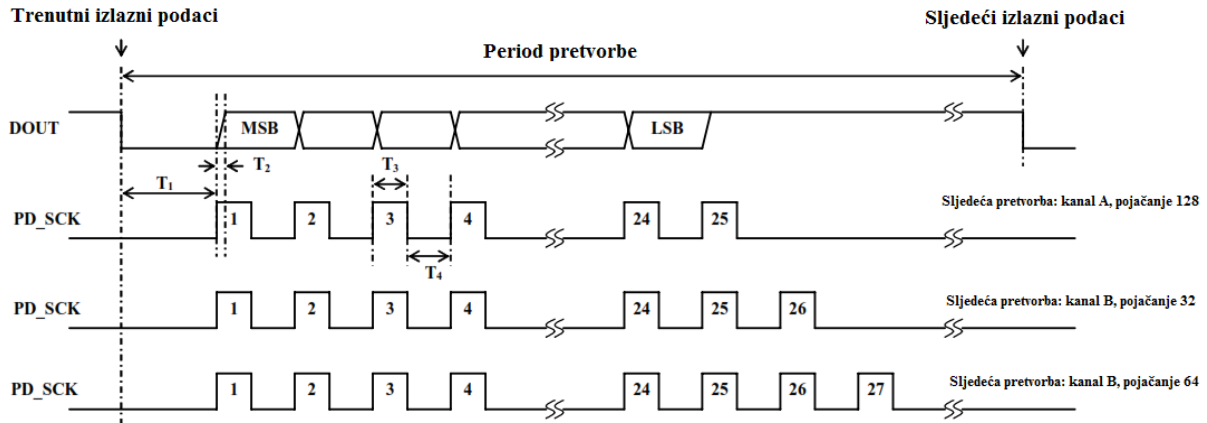 Trenutni izlazni podaci
Sljedeći izlazni podaci
Period pretvorbe
DOUT
MSB
LSB
T₂
T₃
T₁
PD_SCK
1 2 3 4 24 25
Sljedeća pretvorba: kanal A, pojačanje 128
T₄
PD_SCK
1 2 3 4 24 25 26
Sljedeća pretvorba: kanal B, pojačanje 32
PD_SCK
1 2 3 4 24 25 26 27
Sljedeća pretvorba: kanal B, pojačanje 64